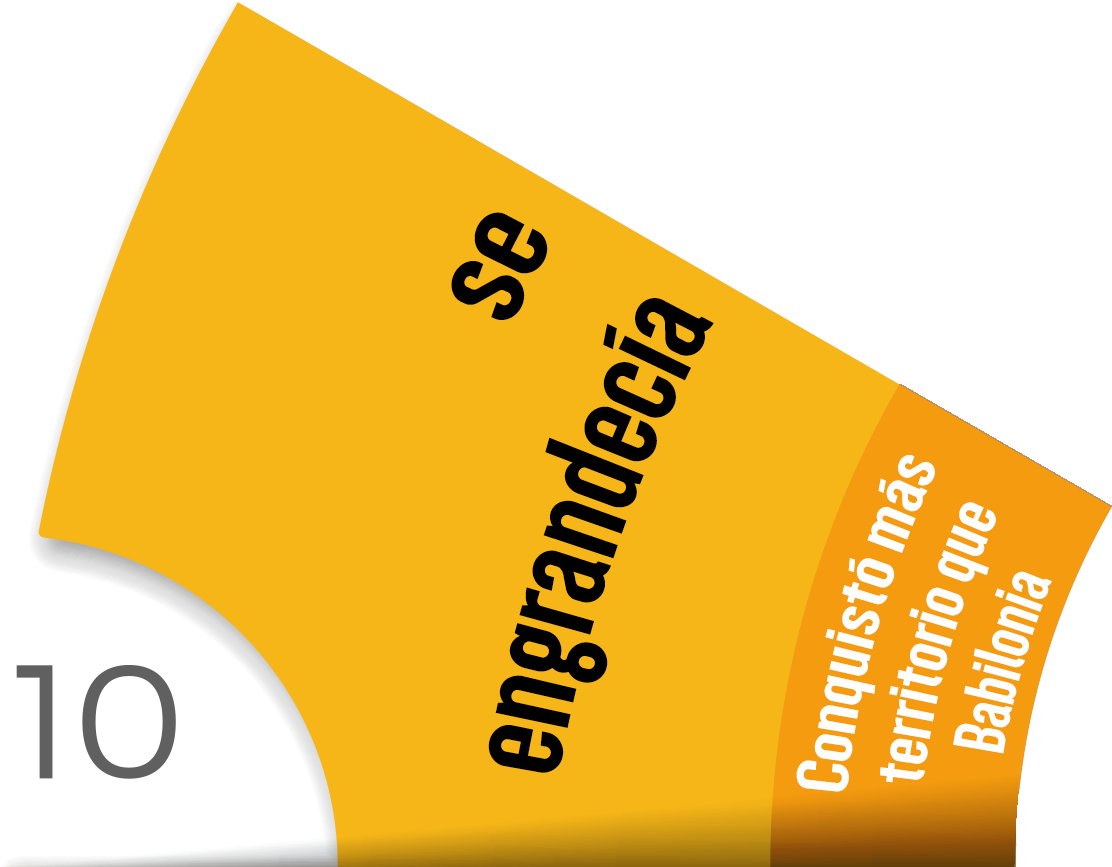 se
engrandecía
Conquistó más
territorio que
Babilonia
10